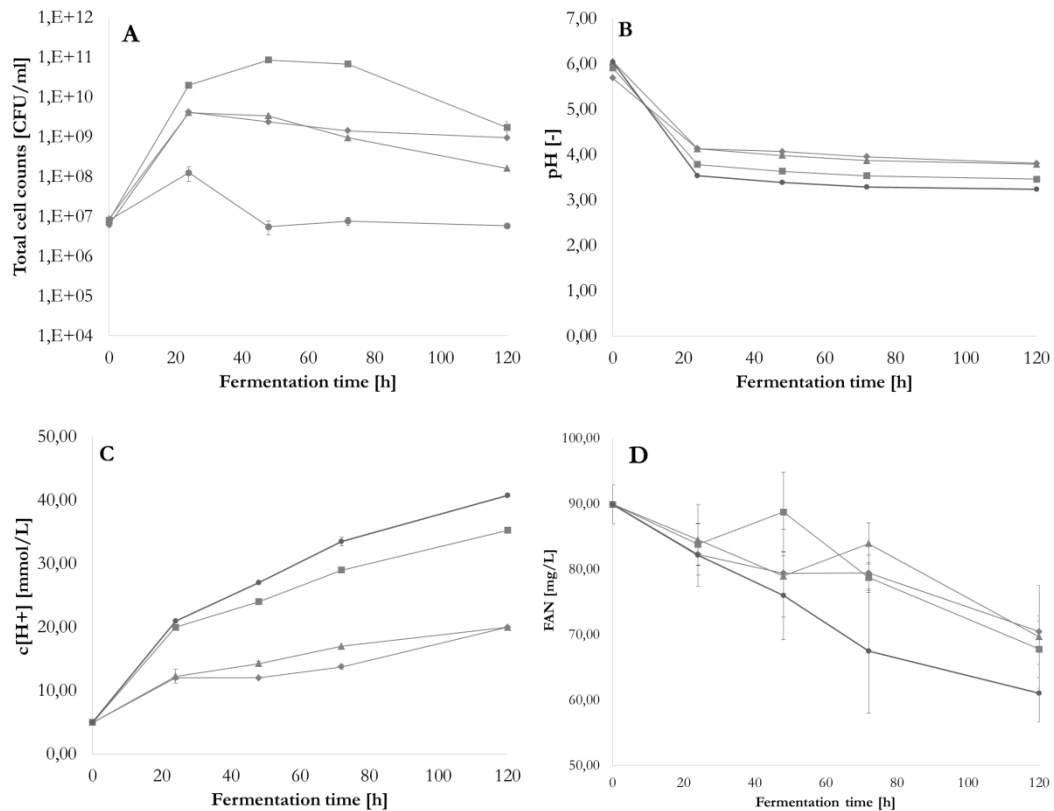 A
Total cell counts [CFU/ml]
1,E+12
1,E+11
1,E+10
1,E+09
1,E+08
1,E+07
1,E+06
1,E+05
1,E+04
0 20 40 60 80 100 120
Fermentation time [h]
B
pH [-]
7,00
6,00
5,00
4,00
3,00
2,00
1,00
0,00
0 20 40 60 80 100 120
Fermentation time [h]
C
c[H+] [mmol/L]
50,00
40,00
30,00
20,00
10,00
0,00
0 20 40 60 80 100 120
Fermentation time [h]
D
FAN [mg/L]
100,00
90,00
80,00
70,00
60,00
50,00
0 20 40 60 80 100 120
Fermentation time [h]